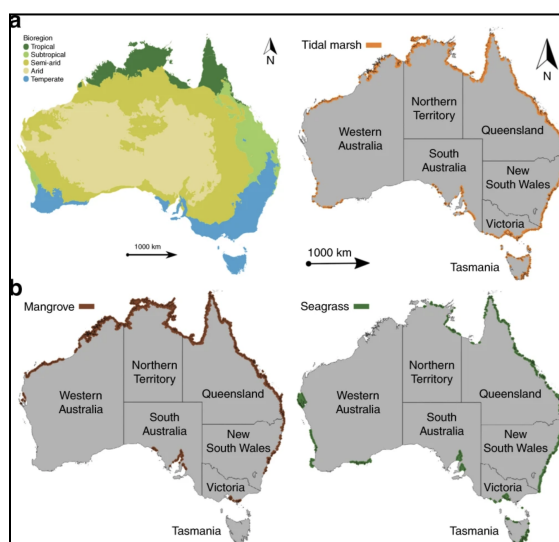 a
Bioregion
Tropical
Subtropical
Semi-arid
Arid
Temperate
N
1000 km
Tidal marsh
N
Western
Australia
Northern
Territory
Queensland
South
Australia
New
South Wales
Victoria
Tasmania
1000 km
b
Mangrove
Western
Australia
Northern
Territory
Queensland
South
Australia
New
South Wales
Victoria
Tasmania
Seagrass
Western
Australia
Northern
Territory
Queensland
South
Australia
New
South Wales
Victoria
Tasmania